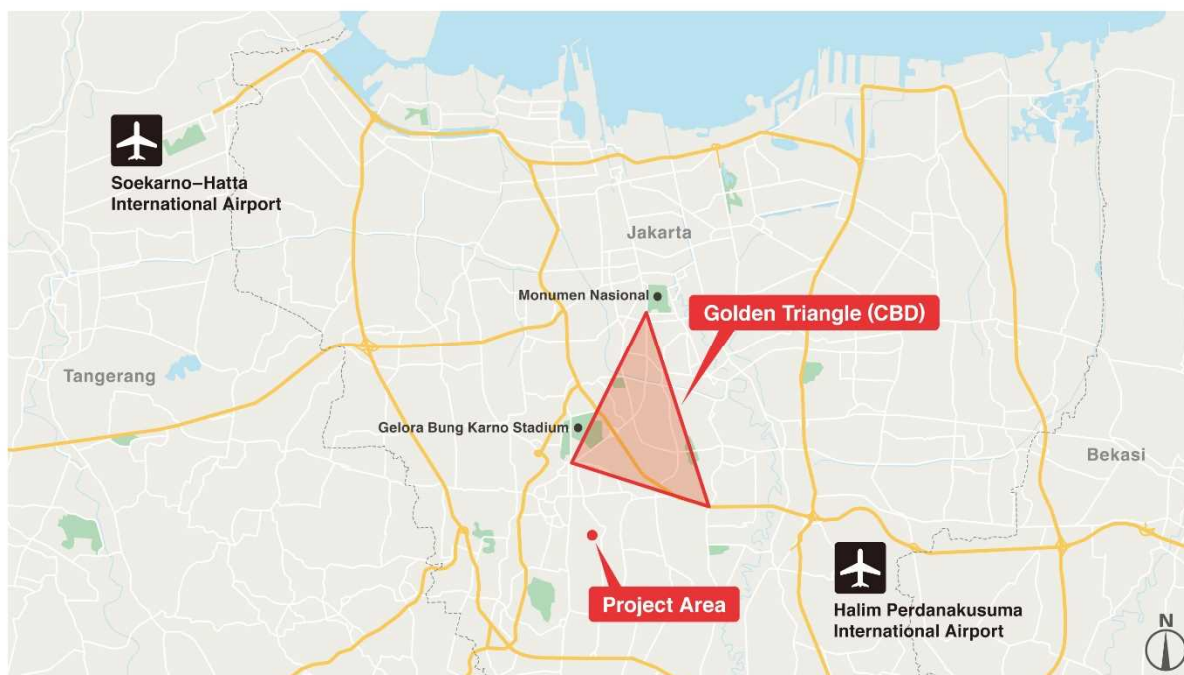 Soekarno–Hatta
International Airport
Jakarta
Monumen Nasional
Golden Triangle (CBD)
Tangerang
Gelora Bung Karno Stadium
Bekasi
Project Area
Halim Perdanakusuma
International Airport
N